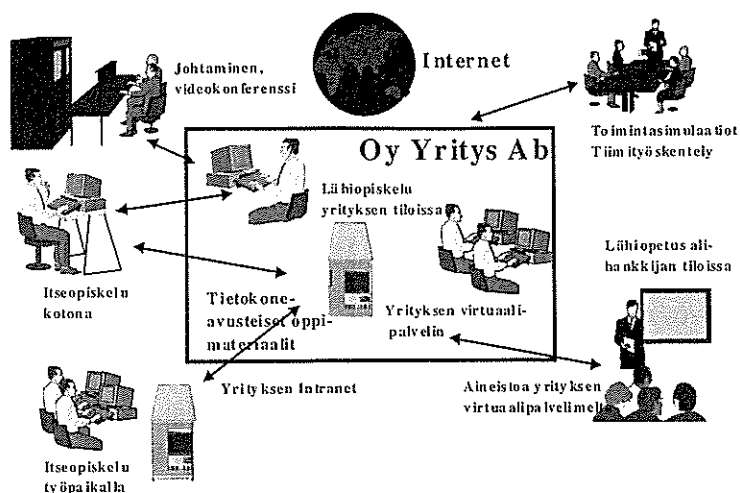 Internet
Johtaminen,
videokonferenssi
Toimintasimulaatiot
Tiimityöskentely
Oy Yritys Ab
Lähiopiskelu
yrityksen tiloissa
Itseopiskelu
kotona
Lähiopetus ali-
hankkijan tiloissa
Tietokone-
avusteiset oppi-
materiaalit
Yrityksen virtuaali-
palvelin
Yrityksen Intranet
Aineistoa yrityksen
virtuaalipalvelimelta
Itseopiskelu
työpaikalla